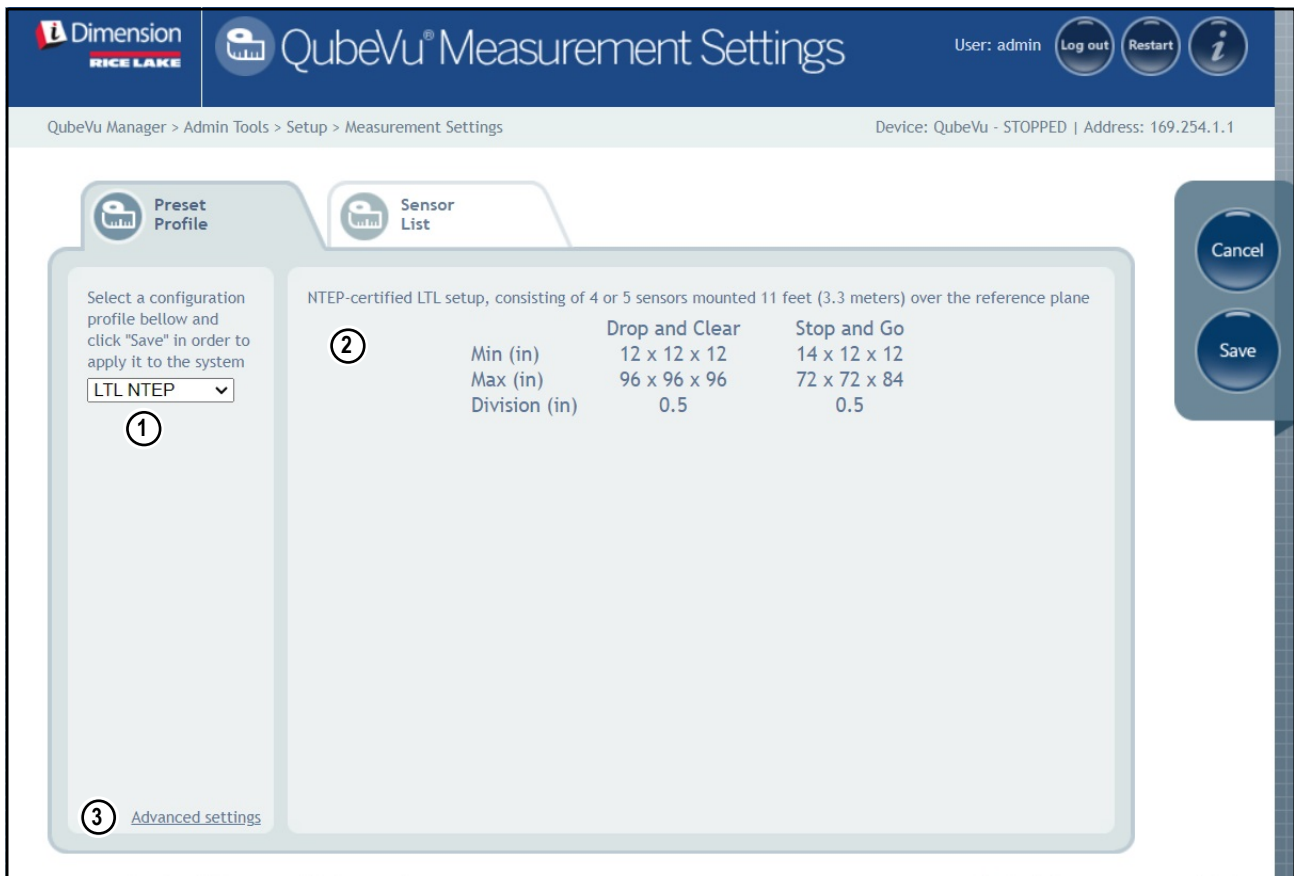 iDimension
RICE LAKE
QubeVu® Measurement Settings
User: admin
Log out
Restart
i
QubeVu Manager > Admin Tools > Setup > Measurement Settings
Device: QubeVu - STOPPED | Address: 169.254.1.1
Preset
Profile
Sensor
List
Cancel
Save
Select a configuration
profile bellow and
click "Save" in order to
apply it to the system
LTL NTEP
1
NTEP-certified LTL setup, consisting of 4 or 5 sensors mounted 11 feet (3.3 meters) over the reference plane
2
Drop and Clear Stop and Go
Min (in) 12 x 12 x 12 14 x 12 x 12
Max (in) 96 x 96 x 96 72 x 72 x 84
Division (in) 0.5 0.5
3
Advanced settings